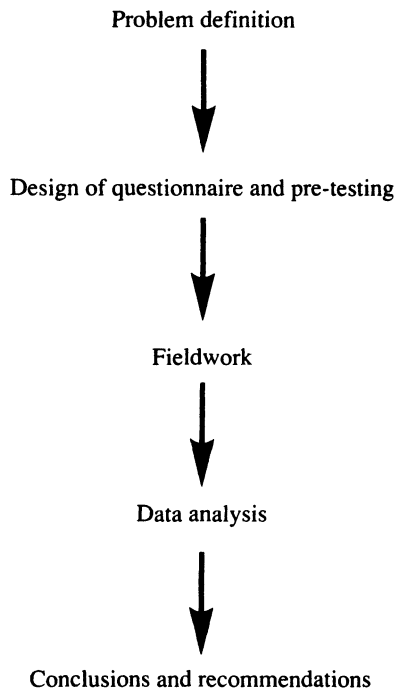 Problem definition
Design of questionnaire and pre-testing
Fieldwork
Data analysis
Conclusions and recommendations